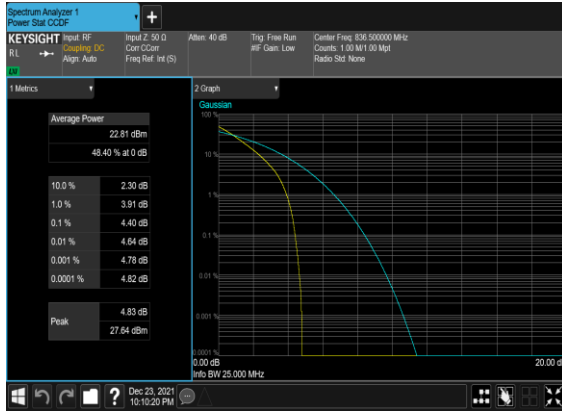 Spectrum Analyzer 1
Power Stat CCDF
+
KEYSIGHT
RL
LU
Input: RF
Coupling: DC
Align: Auto
Input Z: 50 Ω
Corr CCorr
Freq Ref: Int (S)
Atten: 40 dB
Trig: Free Run
#IF Gain: Low
Center Freq: 836.500000 MHz
Counts: 1.00 M/1.00 Mpt
Radio Std: None
1 Metrics
Average Power
22.81 dBm
48.40 % at 0 dB
10.0 % 2.30 dB
1.0 % 3.91 dB
0.1 % 4.40 dB
0.01 % 4.64 dB
0.001 % 4.78 dB
0.0001 % 4.82 dB
Peak
4.83 dB
27.64 dBm
2 Graph
Gaussian
100 %
10 %
1 %
0.1 %
0.01 %
0.001 %
0.0001 %
0.00 dB
20.00 d
Info BW 25.000 MHz
?
Dec 23, 2021
10:10:20 PM